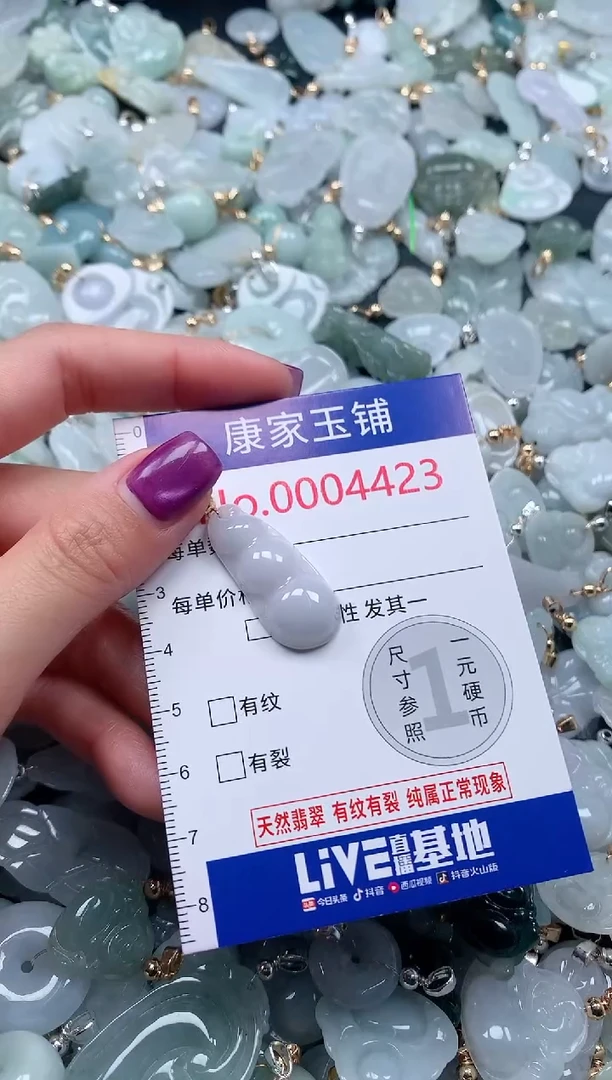 康家玉铺
No.0004423
每单
每单价
性 发其一
0
3
4
5
6
7
8
有纹
有裂
尺寸参照
1
一元硬币
天然翡翠 有纹有裂 纯属正常现象
LiVE直播基地
今日头条 抖音 西瓜视频 抖音火山版